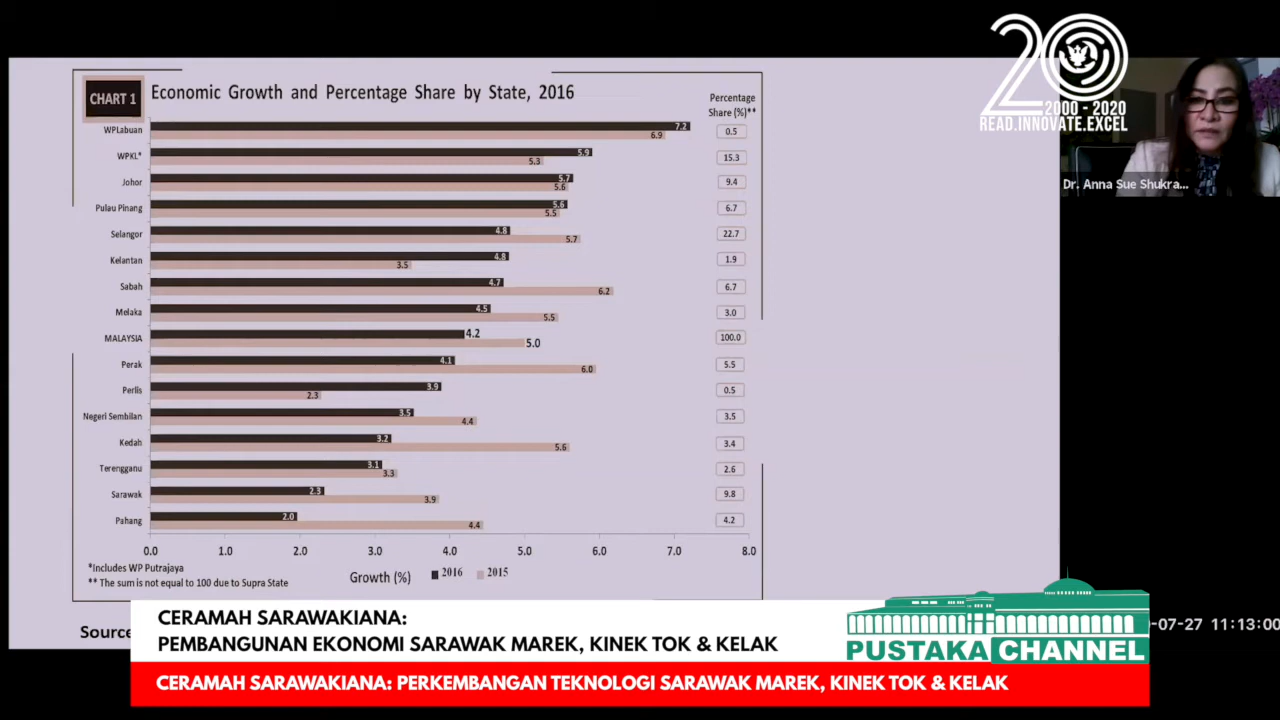 CHART 1
Economic Growth and Percentage Share by State, 2016
Percentage
Share (%)**
WPLabuan 7.2 6.9 0.5
WPKL* 5.9 5.3 15.3
Johor 5.7 5.6 9.4
Pulau Pinang 5.6 5.5 6.7
Selangor 4.8 5.7 22.7
Kelantan 4.8 3.5 1.9
Sabah 4.7 6.2 6.7
Melaka 4.5 5.5 3.0
MALAYSIA 4.2 5.0 100.0
Perak 4.1 6.0 5.5
Perlis 3.9 2.3 0.5
Negeri Sembilan 3.5 4.4 3.5
Kedah 3.2 5.6 3.4
Terengganu 3.1 3.3 2.6
Sarawak 2.3 3.9 9.8
Pahang 2.0 4.4 4.2
0.0 1.0 2.0 3.0 4.0 5.0 6.0 7.0 8.0
*Includes WP Putrajaya
** The sum is not equal to 100 due to Supra State
Growth (%) 2016 2015
Source
20
2000 - 2020
READ.INNOVATE.EXCEL
Dr. Anna Sue Shukra...
CERAMAH SARAWAKIANA:
PEMBANGUNAN EKONOMI SARAWAK MAREK, KINEK TOK & KELAK
PUSTAKA CHANNEL
-07-27 11:13:00
CERAMAH SARAWAKIANA: PERKEMBANGAN TEKNOLOGI SARAWAK MAREK, KINEK TOK & KELAK